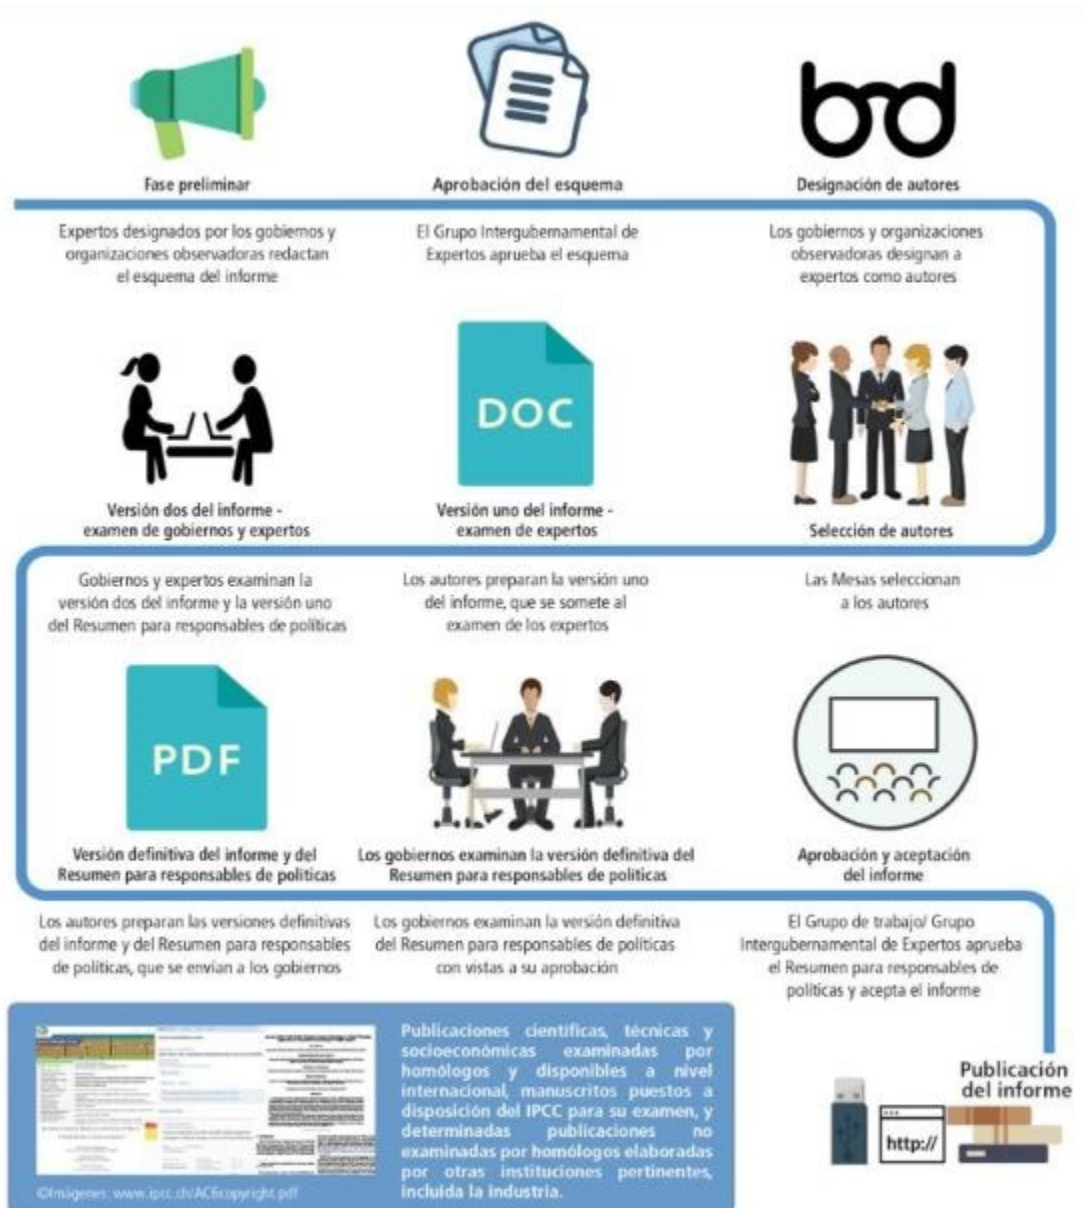 Fase preliminar
Aprobación del esquema
Designación de autores
Expertos designados por los gobiernos y
organizaciones observadoras redactan
el esquema del informe
El Grupo Intergubernamental de
Expertos aprueba el esquema
Los gobiernos y organizaciones
observadoras designan a
expertos como autores
DOC
Selección de autores
Las Mesas seleccionan
a los autores
Versión uno del informe -
examen de expertos
Los autores preparan la versión uno
del informe, que se somete al
examen de los expertos
Versión dos del informe -
examen de gobiernos y expertos
Gobiernos y expertos examinan la
versión dos del informe y la versión uno
del Resumen para responsables de políticas
PDF
Versión definitiva del informe y del
Resumen para responsables de políticas
Los autores preparan las versiones definitivas
del informe y del Resumen para responsables
de políticas, que se envían a los gobiernos
Los gobiernos examinan la versión definitiva del
Resumen para responsables de políticas
Los gobiernos examinan la versión definitiva
del Resumen para responsables de políticas
con vistas a su aprobación
Aprobación y aceptación
del informe
El Grupo de trabajo/ Grupo
Intergubernamental de Expertos aprueba
el Resumen para responsables de
políticas y acepta el informe
Publicaciones científicas, técnicas y
socioeconómicas examinadas por
homólogos y disponibles a nivel
internacional, manuscritos puestos a
disposición del IPCC para su examen, y
determinadas publicaciones no
examinadas por homólogos elaboradas
por otras instituciones pertinentes,
incluida la industria.
©Imágenes: www.ipcc.ch/AC6copyright.pdf
Publicación
del informe
http://